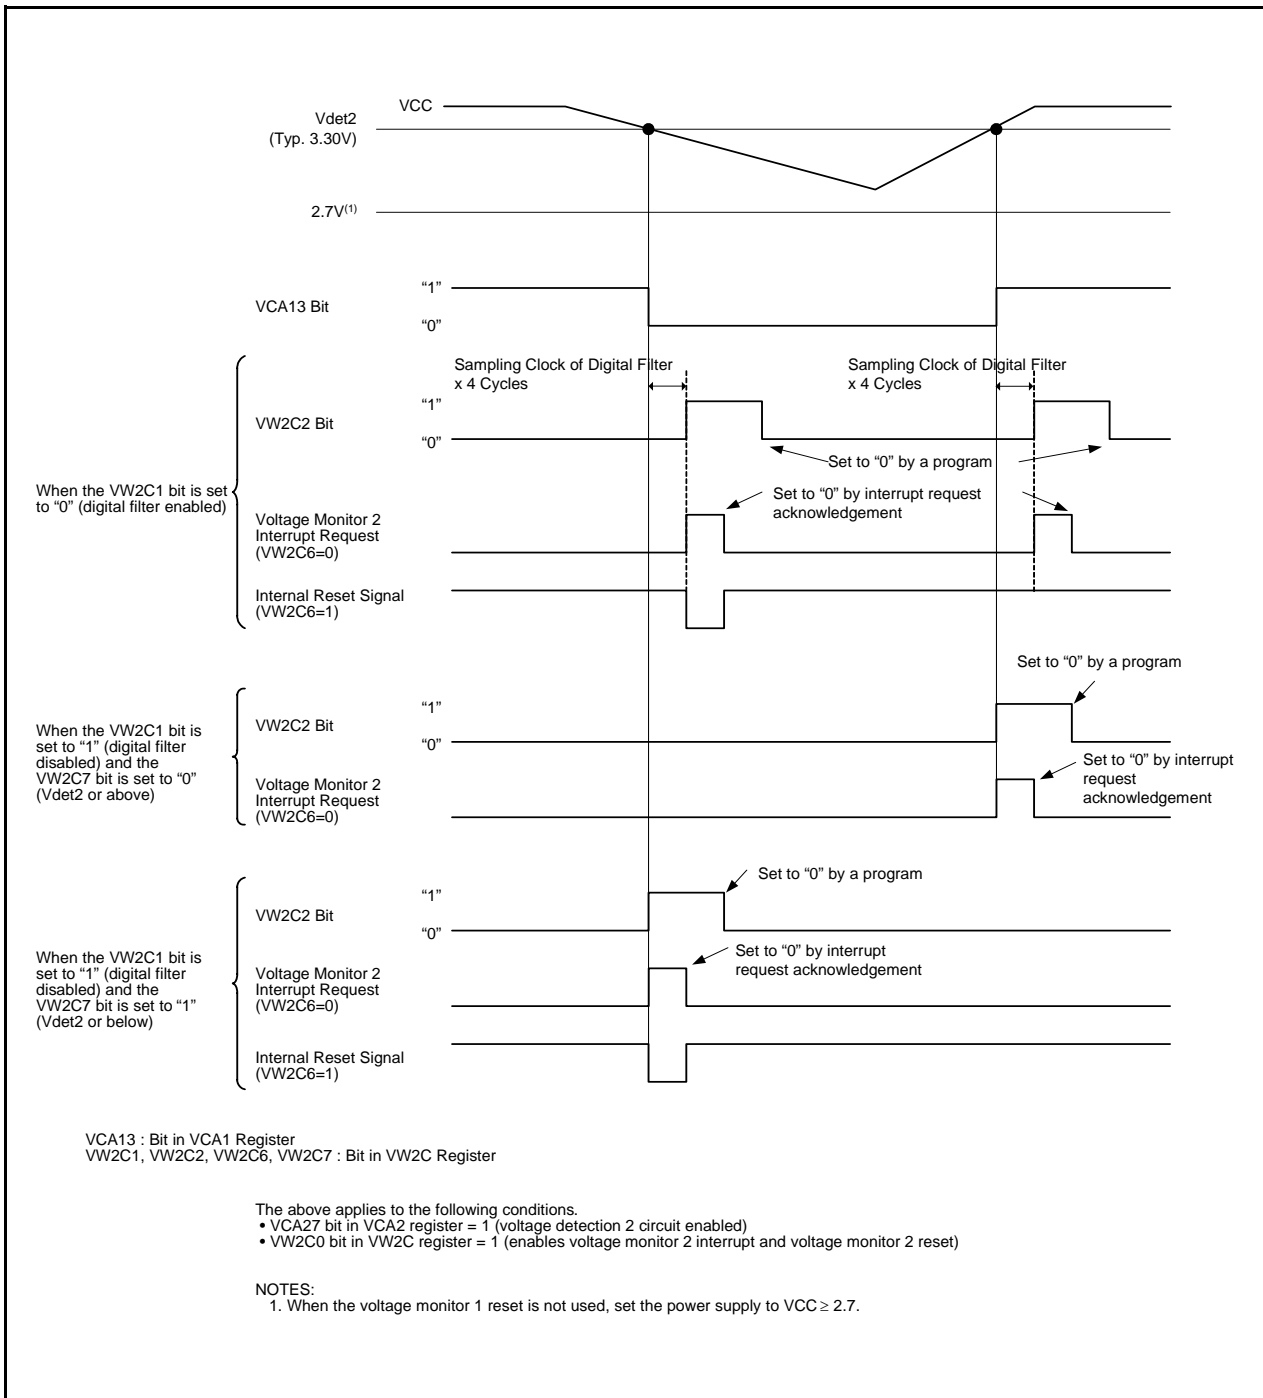 VCC
Vdet2
(Typ. 3.30V)
2.7V(1)
VCA13 Bit
“1”
“0”
Sampling Clock of Digital Filter
x 4 Cycles
Sampling Clock of Digital Filter
x 4 Cycles
When the VW2C1 bit is set
to “0” (digital filter enabled)
VW2C2 Bit
“1”
“0”
Set to “0” by a program
Set to “0” by interrupt request
acknowledgement
Voltage Monitor 2
Interrupt Request
(VW2C6=0)
Internal Reset Signal
(VW2C6=1)
Set to “0” by a program
When the VW2C1 bit is
set to “1” (digital filter
disabled) and the
VW2C7 bit is set to “0”
(Vdet2 or above)
VW2C2 Bit
“1”
“0”
Set to “0” by interrupt
request
acknowledgement
Voltage Monitor 2
Interrupt Request
(VW2C6=0)
Set to “0” by a program
When the VW2C1 bit is
set to “1” (digital filter
disabled) and the
VW2C7 bit is set to “1”
(Vdet2 or below)
VW2C2 Bit
“1”
“0”
Set to “0” by interrupt
request acknowledgement
Voltage Monitor 2
Interrupt Request
(VW2C6=0)
Internal Reset Signal
(VW2C6=1)
VCA13 : Bit in VCA1 Register
VW2C1, VW2C2, VW2C6, VW2C7 : Bit in VW2C Register
The above applies to the following conditions.
• VCA27 bit in VCA2 register = 1 (voltage detection 2 circuit enabled)
• VW2C0 bit in VW2C register = 1 (enables voltage monitor 2 interrupt and voltage monitor 2 reset)
NOTES:
1. When the voltage monitor 1 reset is not used, set the power supply to VCC ≥ 2.7.